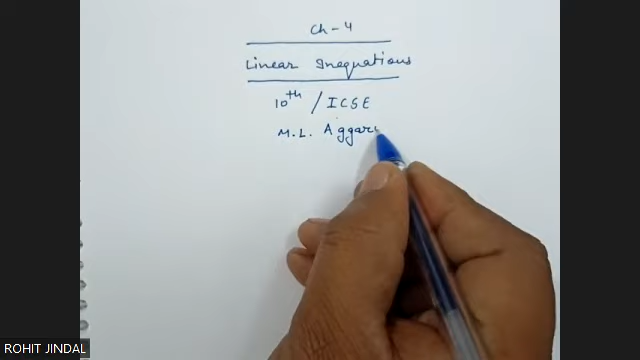 Ch-4
Linear Inequations
10th / ICSE
M.L. Aggar
ROHIT JINDAL